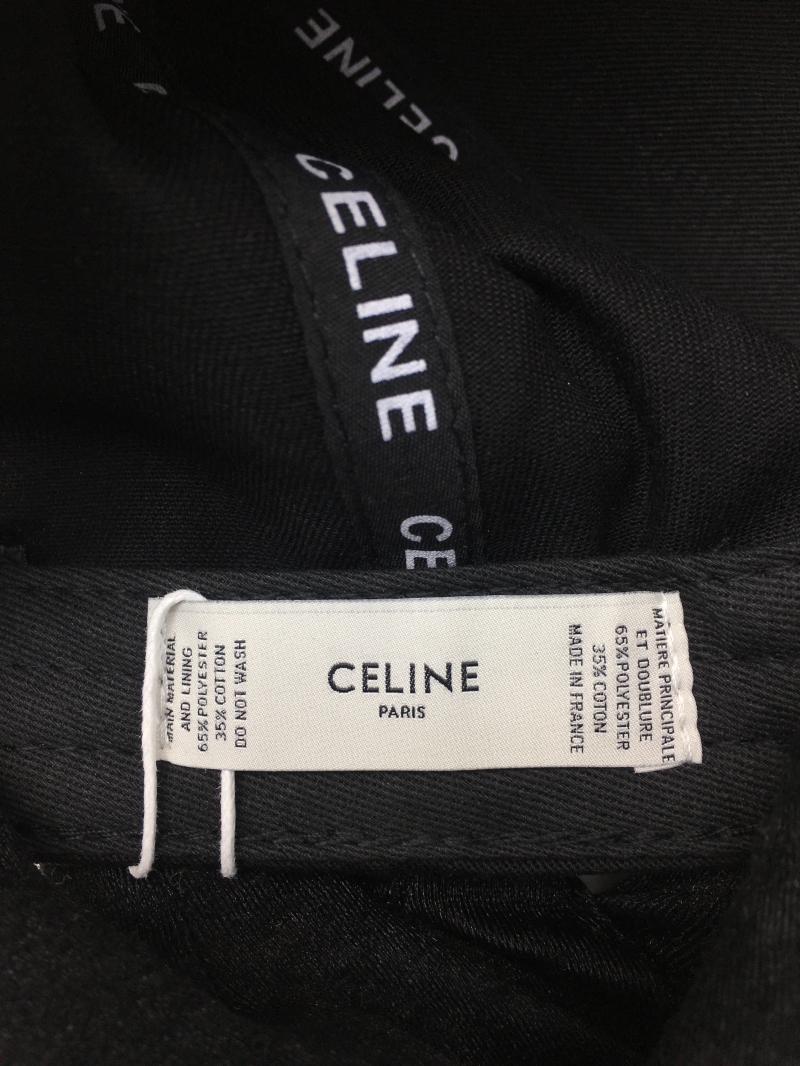 CELINE
CELINE
CE
CELINE
PARIS
MAIN MATERIAL
AND LINING
65% POLYESTER
35% COTTON
DO NOT WASH
MATIERE PRINCIPALE
ET DOUBLURE
65% POLYESTER
35% COTON
MADE IN FRANCE